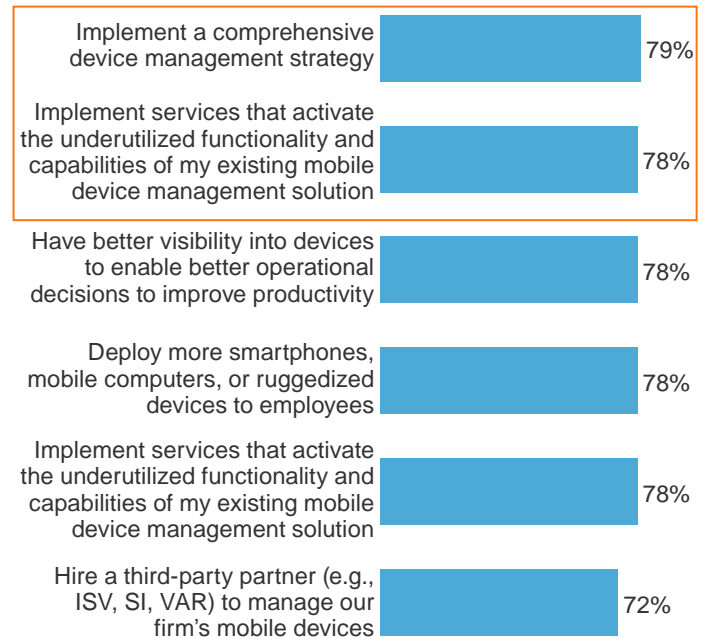 Implement a comprehensive
device management strategy
79%
Implement services that activate
the underutilized functionality and
capabilities of my existing mobile
device management solution
78%
Have better visibility into devices
to enable better operational
decisions to improve productivity
78%
Deploy more smartphones,
mobile computers, or ruggedized
devices to employees
78%
Implement services that activate
the underutilized functionality and
capabilities of my existing mobile
device management solution
78%
Hire a third-party partner (e.g.,
ISV, SI, VAR) to manage our
firm’s mobile devices
72%